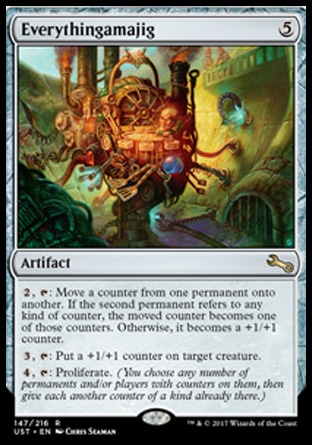 Everythingamajig 5
Artifact
2, T: Move a counter from one permanent onto
another. If the second permanent refers to any
kind of counter, the moved counter becomes one
of those counters. Otherwise, it becomes a +1/+1
counter.
3, T: Put a +1/+1 counter on target creature.
4, T: Proliferate. (You choose any number of
permanents and/or players with counters on them, then
give each another counter of a kind already there.)
147/216 R
UST • EN Chris Seaman ™ & © 2017 Wizards of the Coast